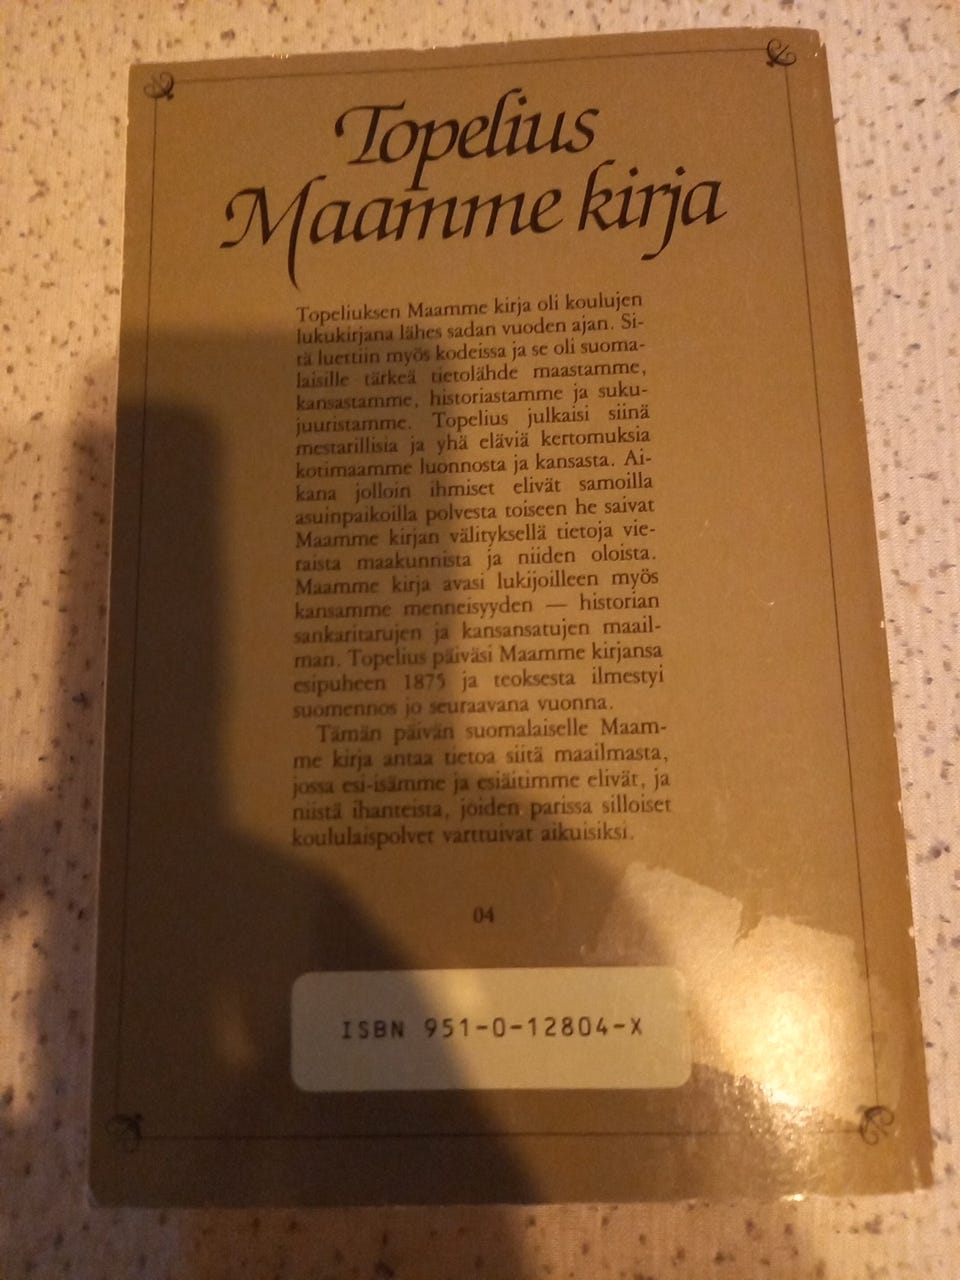 Topelius
Maamme kirja
Topeliuksen Maamme kirja oli koulujen
lukukirjana lähes sadan vuoden ajan. Si-
tä luettiin myös kodeissa ja se oli suoma-
laisille tärkeä tietolähde maastamme,
kansastamme, historiastamme ja suku-
juuristamme. Topelius julkaisi siinä
mestarillisia ja yhä eläviä kertomuksia
kotimaamme luonnosta ja kansasta. Ai-
kana jolloin ihmiset elivät samoilla
asuinpaikoilla polvesta toiseen he saivat
Maamme kirjan välityksellä tietoja vie-
raista maakunnista ja niiden oloista.
Maamme kirja avasi lukijoilleen myös
kansamme menneisyyden — historian
sankaritarujen ja kansansatujen maail-
man. Topelius päiväsi Maamme kirjansa
esipuheen 1875 ja teoksesta ilmestyi
suomennos jo seuraavana vuonna.
Tämän päivän suomalaiselle Maam-
me kirja antaa tietoa siitä maailmasta,
jossa esi-isämme ja esiäitimme elivät, ja
niistä ihanteista, joiden parissa silloiset
koululaispolvet varttuivat aikuisiksi.
04
ISBN 951-0-12804-X